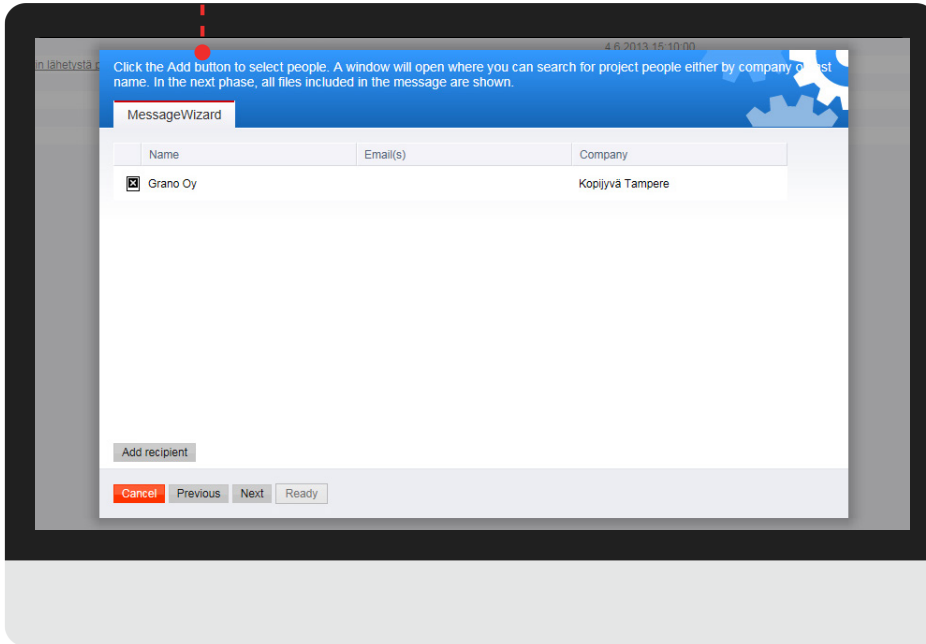 4.6.2013 15:10:00
in lähetystä
Click the Add button to select people. A window will open where you can search for project people either by company or last
name. In the next phase, all files included in the message are shown.
MessageWizard
Name Email(s) Company
Grano Oy Kopijyvä Tampere
Add recipient
Cancel Previous Next Ready